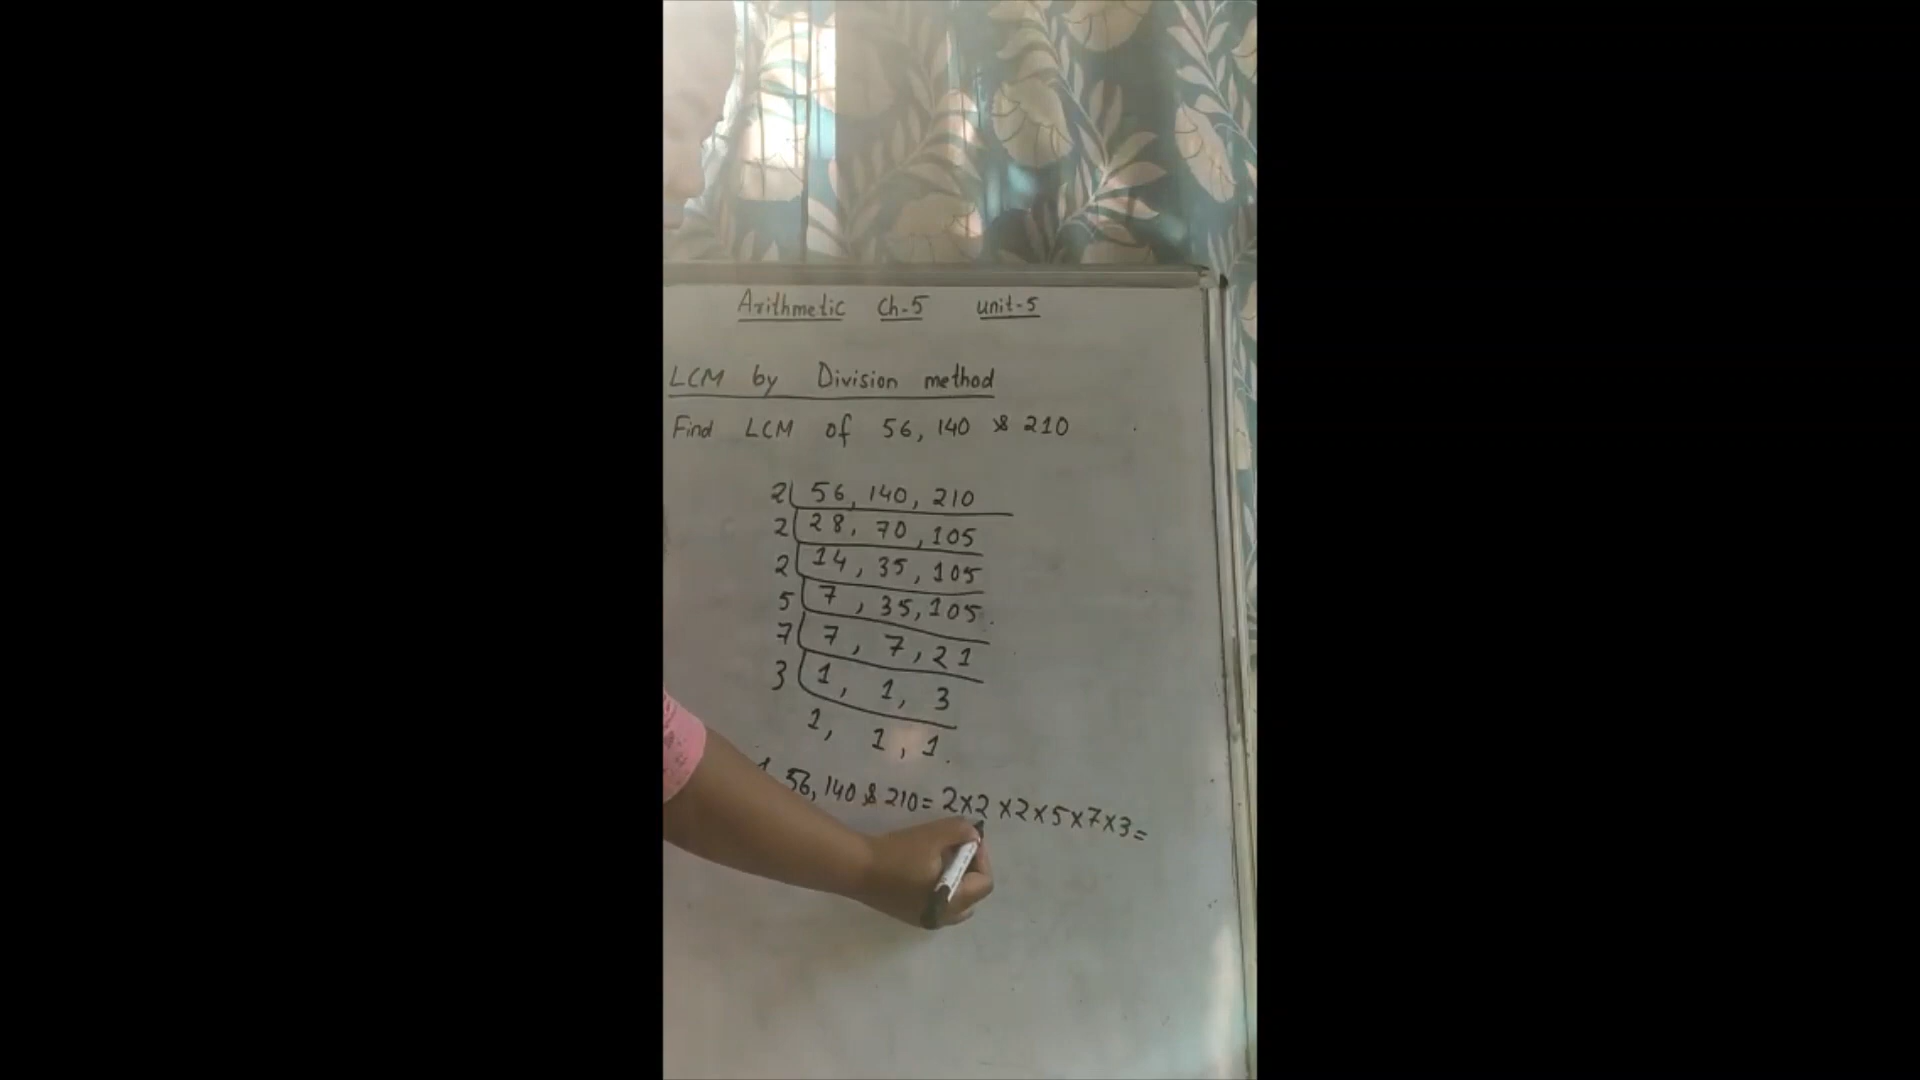 Arithmetic Ch-5 unit-5
LCM by Division method
Find LCM of 56, 140 & 210
2 56, 140, 210
2 28, 70, 105
2 14, 35, 105
5 7, 35, 105.
7 7, 7, 21
3 1, 1, 3
1, 1, 1.
56, 140 & 210 = 2×2×2×5×7×3=